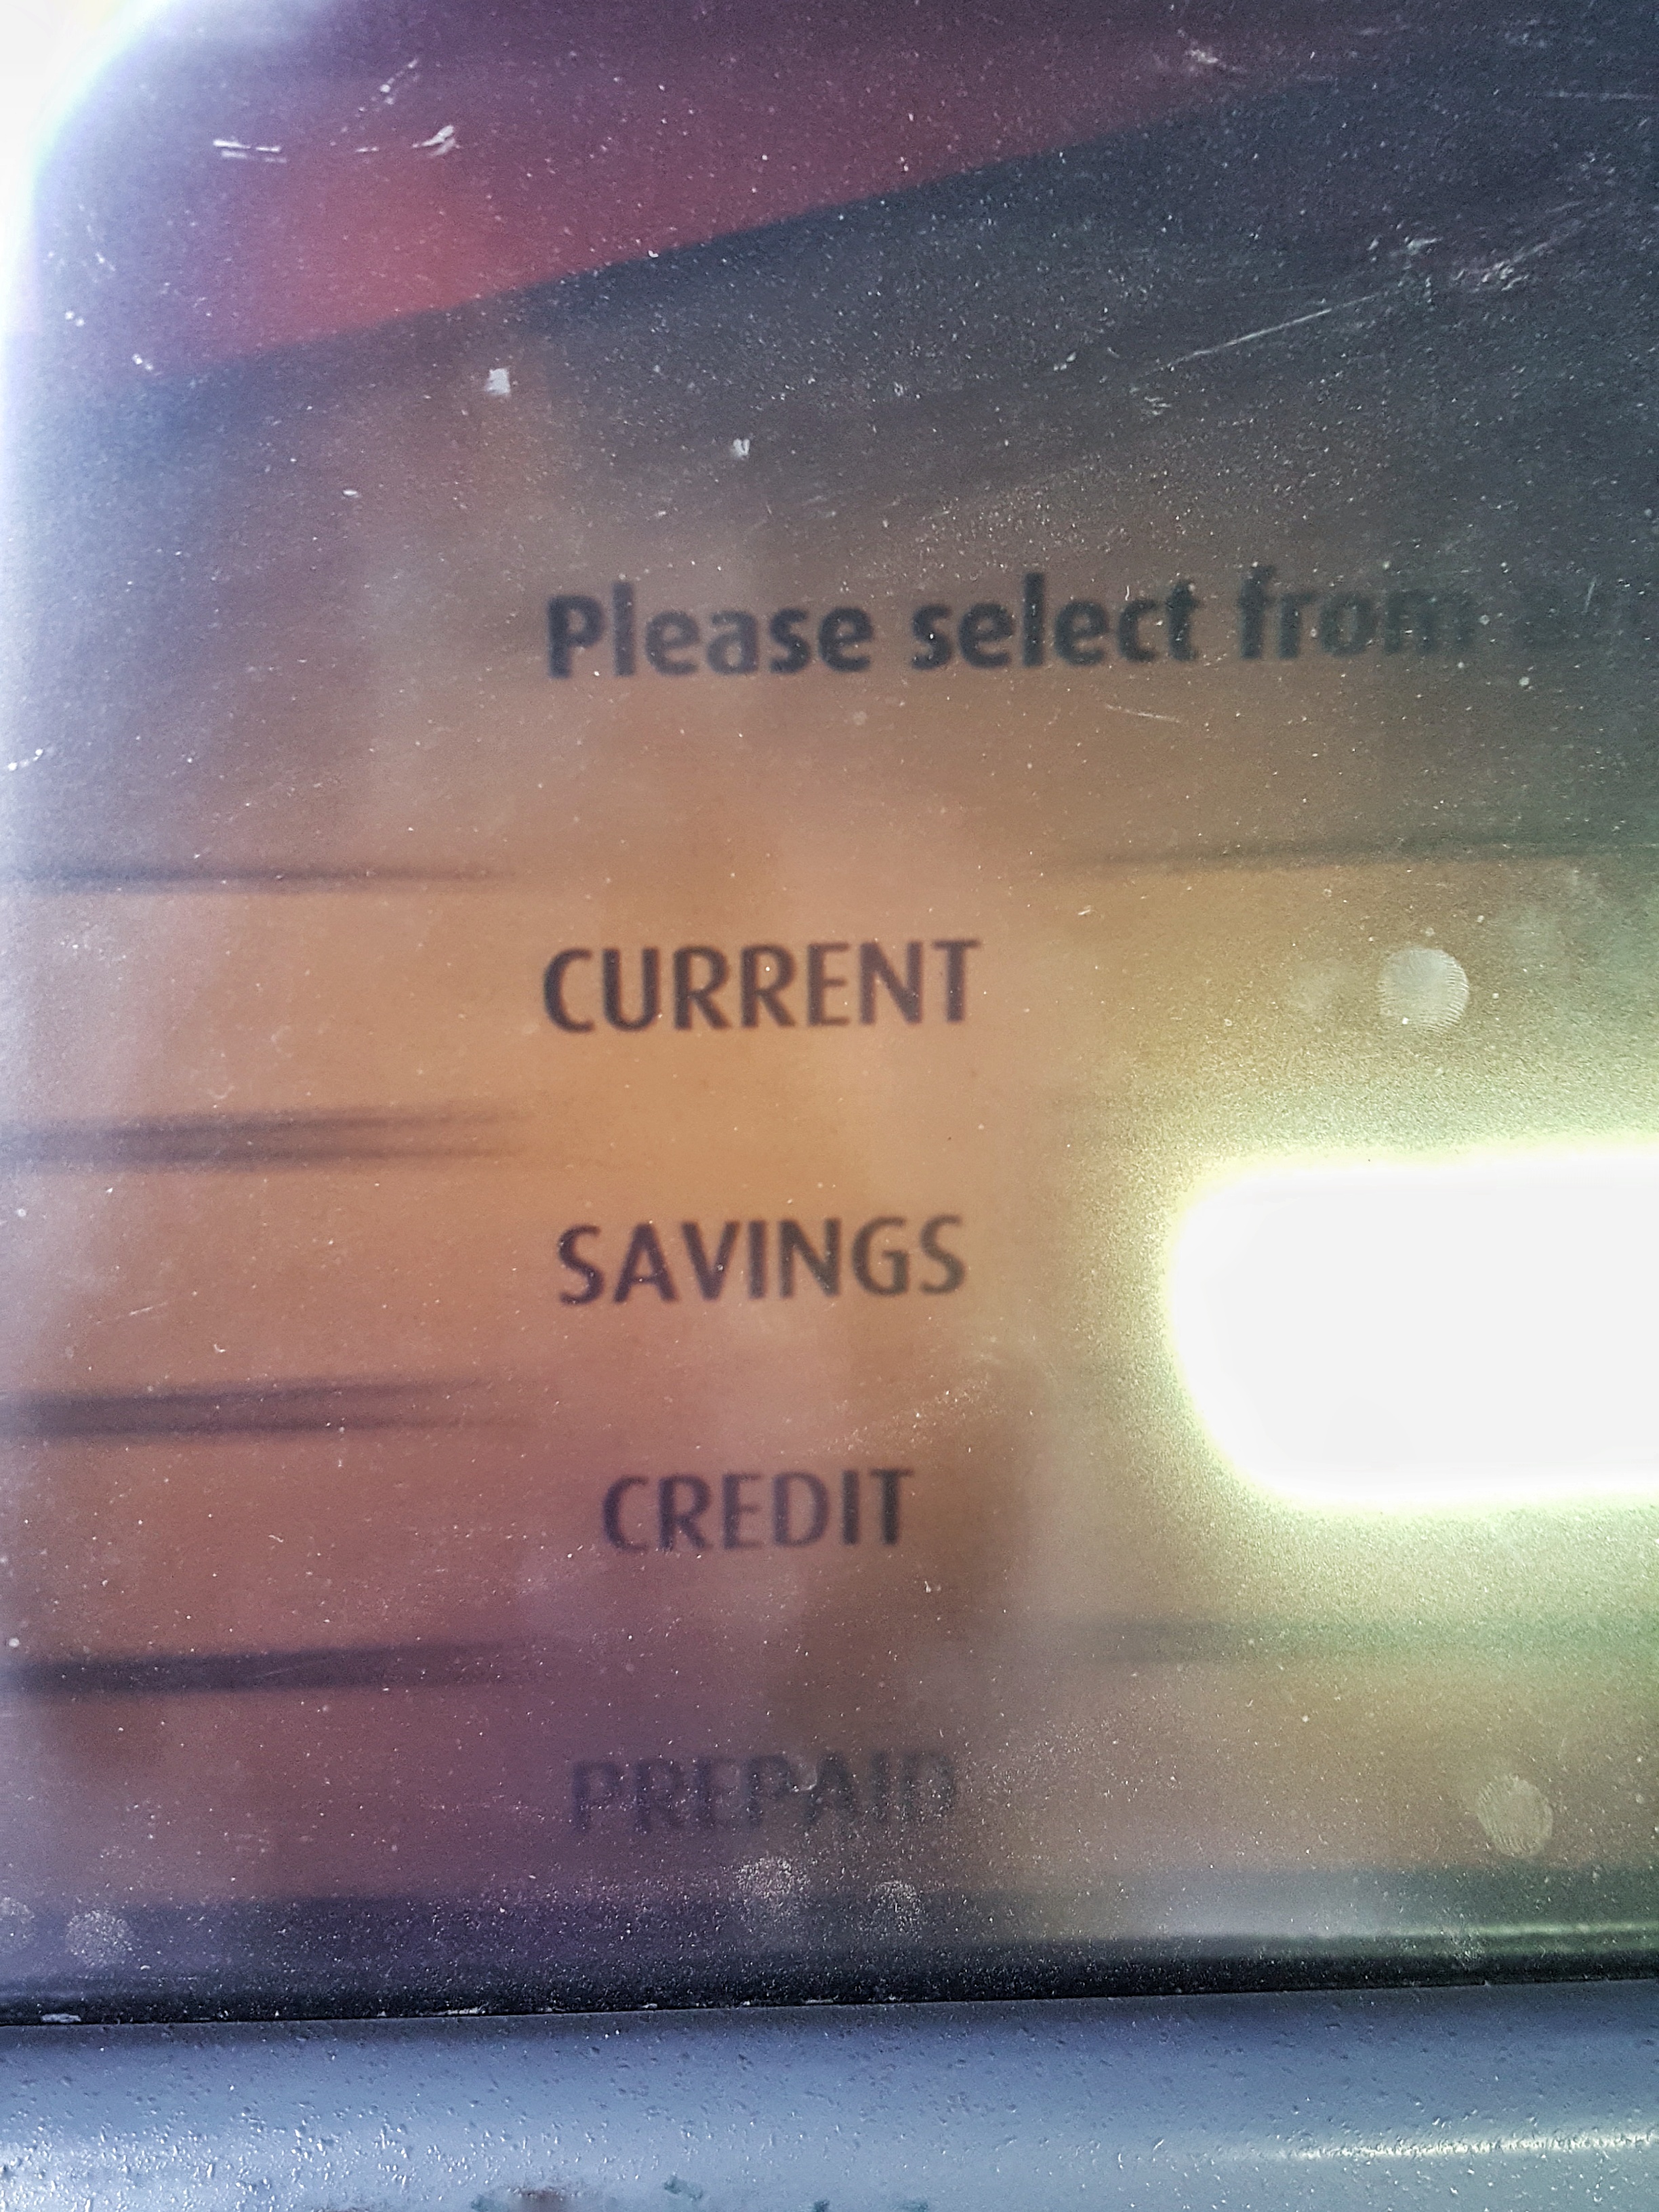 Please select from
CURRENT
SAVINGS
CREDIT
PREPAID